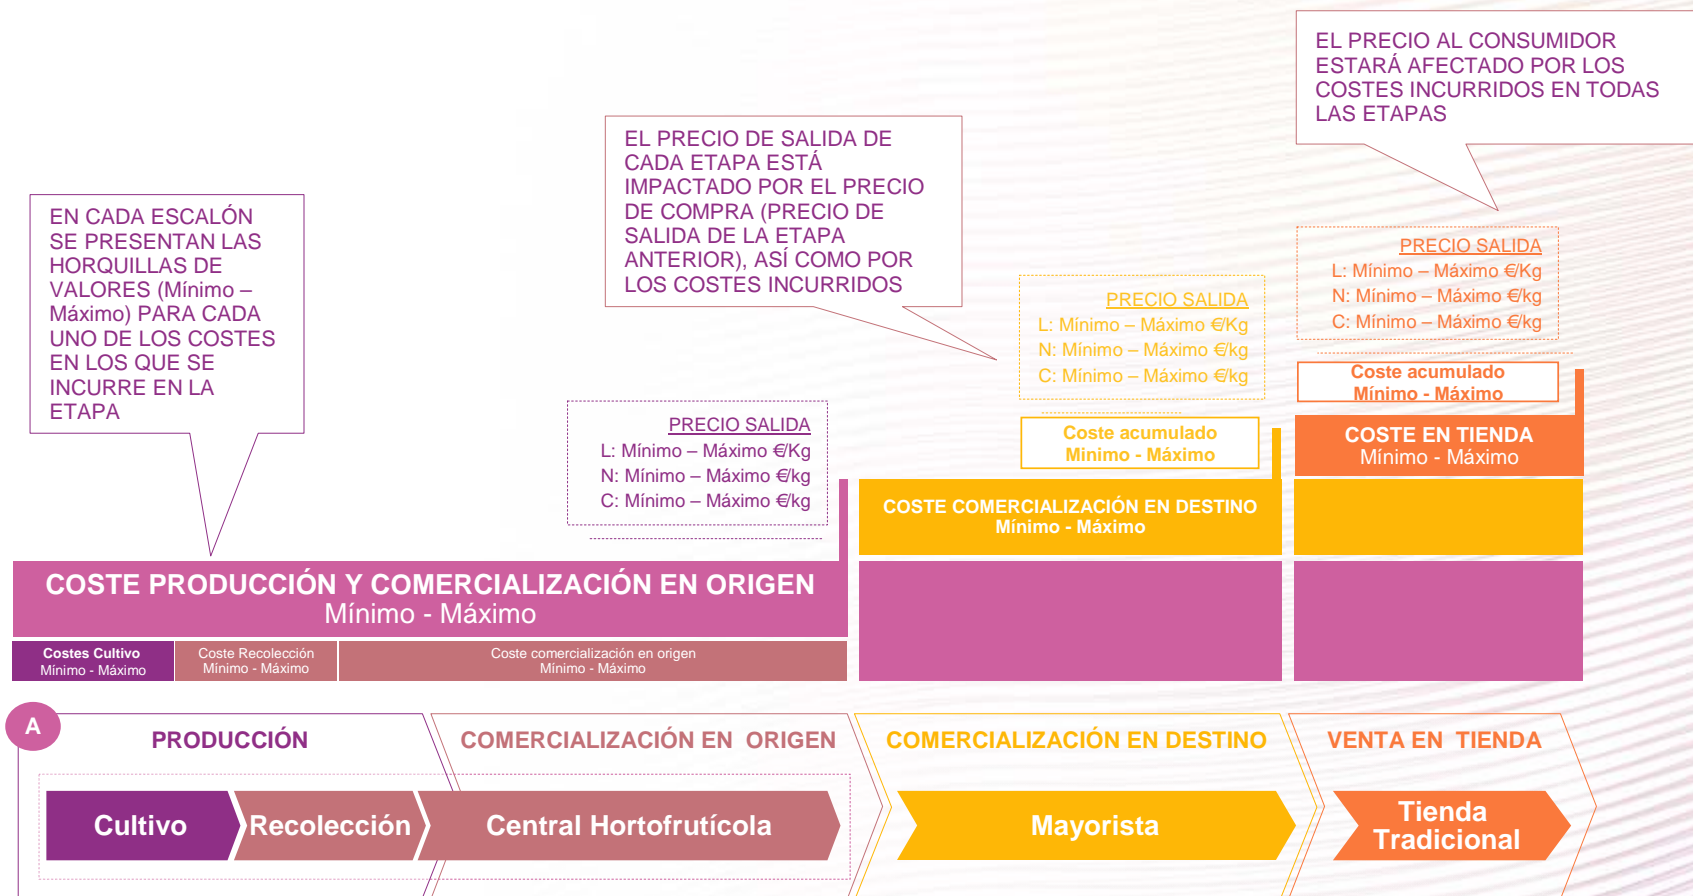 EL PRECIO AL CONSUMIDOR
ESTARÁ AFECTADO POR LOS
COSTES INCURRIDOS EN TODAS
LAS ETAPAS
EL PRECIO DE SALIDA DE
CADA ETAPA ESTÁ
IMPACTADO POR EL PRECIO
DE COMPRA (PRECIO DE
SALIDA DE LA ETAPA
ANTERIOR), ASÍ COMO POR
LOS COSTES INCURRIDOS
EN CADA ESCALÓN
SE PRESENTAN LAS
HORQUILLAS DE
VALORES (Mínimo –
Máximo) PARA CADA
UNO DE LOS COSTES
EN LOS QUE SE
INCURRE EN LA
ETAPA
PRECIO SALIDA
L: Mínimo – Máximo €/Kg
N: Mínimo – Máximo €/kg
C: Mínimo – Máximo €/kg
PRECIO SALIDA
L: Mínimo – Máximo €/Kg
N: Mínimo – Máximo €/kg
C: Mínimo – Máximo €/kg
PRECIO SALIDA
L: Mínimo – Máximo €/Kg
N: Mínimo – Máximo €/kg
C: Mínimo – Máximo €/kg
Coste acumulado
Mínimo - Máximo
Coste acumulado
Minimo - Máximo
COSTE EN TIENDA
Mínimo - Máximo
COSTE COMERCIALIZACIÓN EN DESTINO
Mínimo - Máximo
COSTE PRODUCCIÓN Y COMERCIALIZACIÓN EN ORIGEN
Mínimo - Máximo
Costes Cultivo
Mínimo - Máximo
Coste Recolección
Mínimo - Máximo
Coste comercialización en origen
Mínimo - Máximo
A
PRODUCCIÓN
COMERCIALIZACIÓN EN ORIGEN
COMERCIALIZACIÓN EN DESTINO
VENTA EN TIENDA
Cultivo
Recolección
Central Hortofrutícola
Mayorista
Tienda
Tradicional